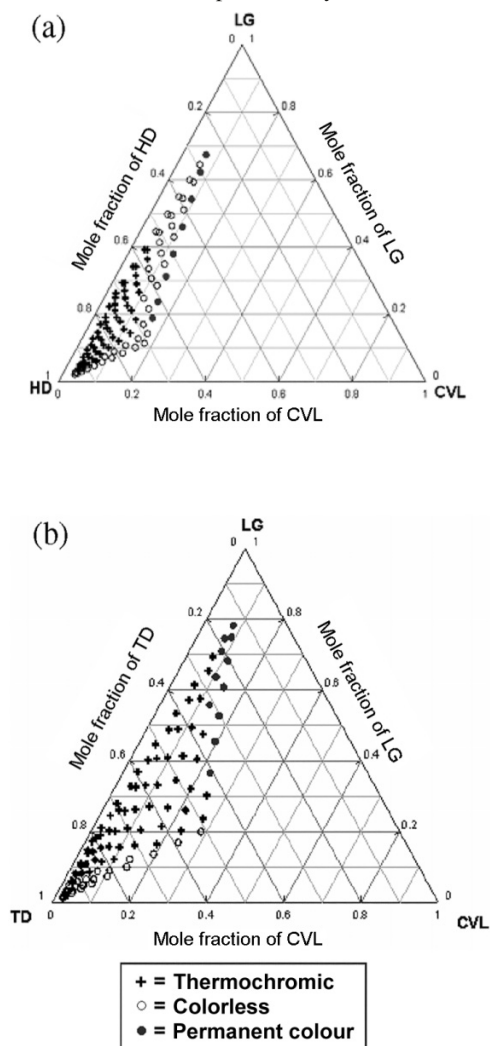 (a)
LG
0 1
0.2 0.8
Mole fraction of HD
Mole fraction of LG
0.4 0.6
0.6 0.4
0.8 0.2
1 0
HD 0 0.2 0.4 0.6 0.8 1 CVL
Mole fraction of CVL
(b)
LG
0 1
0.2 0.8
Mole fraction of TD
Mole fraction of LG
0.4 0.6
0.6 0.4
0.8 0.2
1 0
TD 0 0.2 0.4 0.6 0.8 1 CVL
Mole fraction of CVL
+ = Thermochromic
○ = Colorless
● = Permanent colour